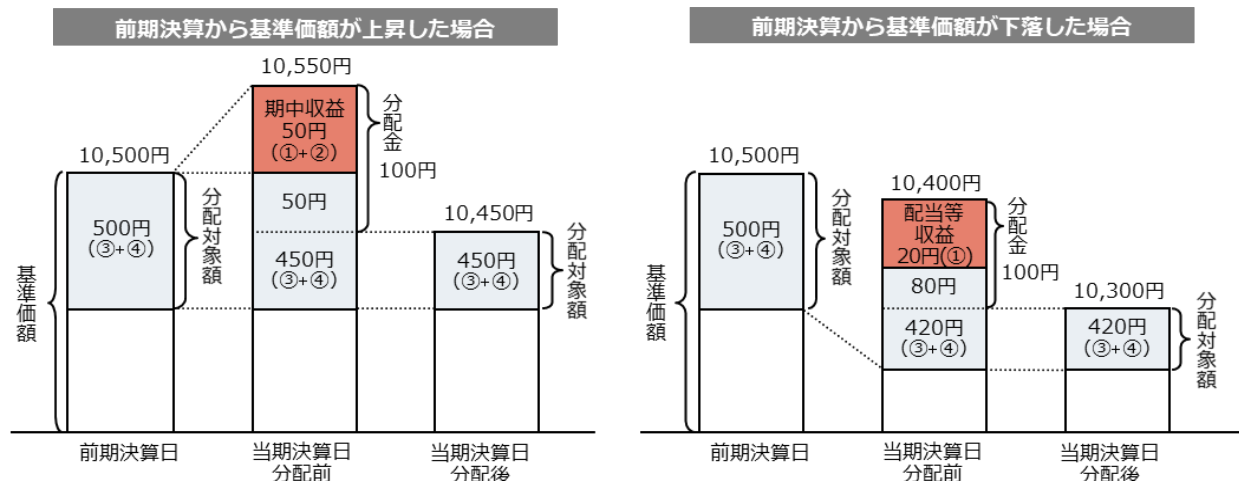 前期決算から基準価額が上昇した場合
10,550円
期中収益
50円
(①+②)
分配金
100円
10,500円
500円
(③+④)
分配対象額
50円
10,450円
450円
(③+④)
450円
(③+④)
分配対象額
基準価額
前期決算日
当期決算日
分配前
当期決算日
分配後
前期決算から基準価額が下落した場合
10,500円
500円
(③+④)
分配対象額
10,400円
配当等
収益
20円(①)
分配金
100円
80円
10,300円
420円
(③+④)
420円
(③+④)
分配対象額
基準価額
前期決算日
当期決算日
分配前
当期決算日
分配後